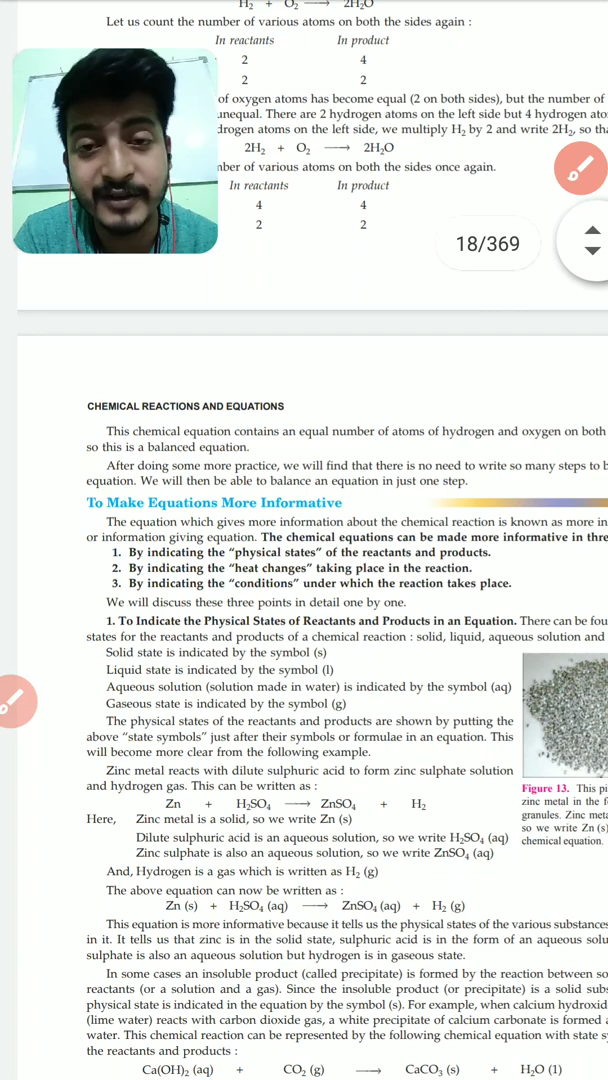 H₂ + O₂ ⟶ 2H₂O
Let us count the number of various atoms on both the sides again :
In reactants In product
2 4
2 2
of oxygen atoms has become equal (2 on both sides), but the number of
unequal. There are 2 hydrogen atoms on the left side but 4 hydrogen
drogen atoms on the left side, we multiply H₂ by 2 and write 2H₂, so
2H₂ + O₂ ⟶ 2H₂O
mber of various atoms on both the sides once again.
In reactants In product
4 4
2 2
18/369
CHEMICAL REACTIONS AND EQUATIONS
This chemical equation contains an equal number of atoms of hydrogen and oxygen on both
so this is a balanced equation.
After doing some more practice, we will find that there is no need to write so many steps to b
equation. We will then be able to balance an equation in just one step.
To Make Equations More Informative
The equation which gives more information about the chemical reaction is known as more in
or information giving equation. The chemical equations can be made more informative in thre
1. By indicating the “physical states” of the reactants and products.
2. By indicating the “heat changes” taking place in the reaction.
3. By indicating the “conditions” under which the reaction takes place.
We will discuss these three points in detail one by one.
1. To Indicate the Physical States of Reactants and Products in an Equation. There can be fou
states for the reactants and products of a chemical reaction : solid, liquid, aqueous solution and
Solid state is indicated by the symbol (s)
Liquid state is indicated by the symbol (l)
Aqueous solution (solution made in water) is indicated by the symbol (aq)
Gaseous state is indicated by the symbol (g)
The physical states of the reactants and products are shown by putting the
above “state symbols” just after their symbols or formulae in an equation. This
will become more clear from the following example.
Zinc metal reacts with dilute sulphuric acid to form zinc sulphate solution
and hydrogen gas. This can be written as :
Zn + H₂SO₄ ⟶ ZnSO₄ + H₂
Here, Zinc metal is a solid, so we write Zn (s)
Dilute sulphuric acid is an aqueous solution, so we write H₂SO₄ (aq)
Zinc sulphate is also an aqueous solution, so we write ZnSO₄ (aq)
And, Hydrogen is a gas which is written as H₂ (g)
The above equation can now be written as :
Zn (s) + H₂SO₄ (aq) ⟶ ZnSO₄ (aq) + H₂ (g)
Figure 13. This pi
zinc metal in the f
granules. Zinc meta
so we write Zn (s)
chemical equation.
This equation is more informative because it tells us the physical states of the various substances
in it. It tells us that zinc is in the solid state, sulphuric acid is in the form of an aqueous solu
sulphate is also an aqueous solution but hydrogen is in gaseous state.
In some cases an insoluble product (called precipitate) is formed by the reaction between so
reactants (or a solution and a gas). Since the insoluble product (or precipitate) is a solid subs
physical state is indicated in the equation by the symbol (s). For example, when calcium hydroxid
(lime water) reacts with carbon dioxide gas, a white precipitate of calcium carbonate is formed a
water. This chemical reaction can be represented by the following chemical equation with state s
the reactants and products :
Ca(OH)₂ (aq) + CO₂ (g) ⟶ CaCO₃ (s) + H₂O (1)